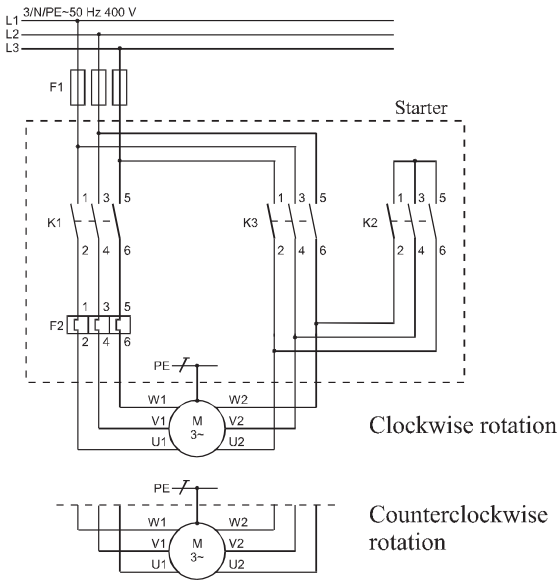 3/N/PE~50 Hz 400 V
L1
L2
L3
F1
Starter
1 3 5 1 3 5 1 3 5
K1 K3 K2
2 4 6 2 4 6 2 4 6
1 3 5
F2
2 4 6
PE
W1 W2
V1 M V2
3~
U1 U2
Clockwise rotation
PE
W1 W2
V1 M V2
3~
U1 U2
Counterclockwise
rotation